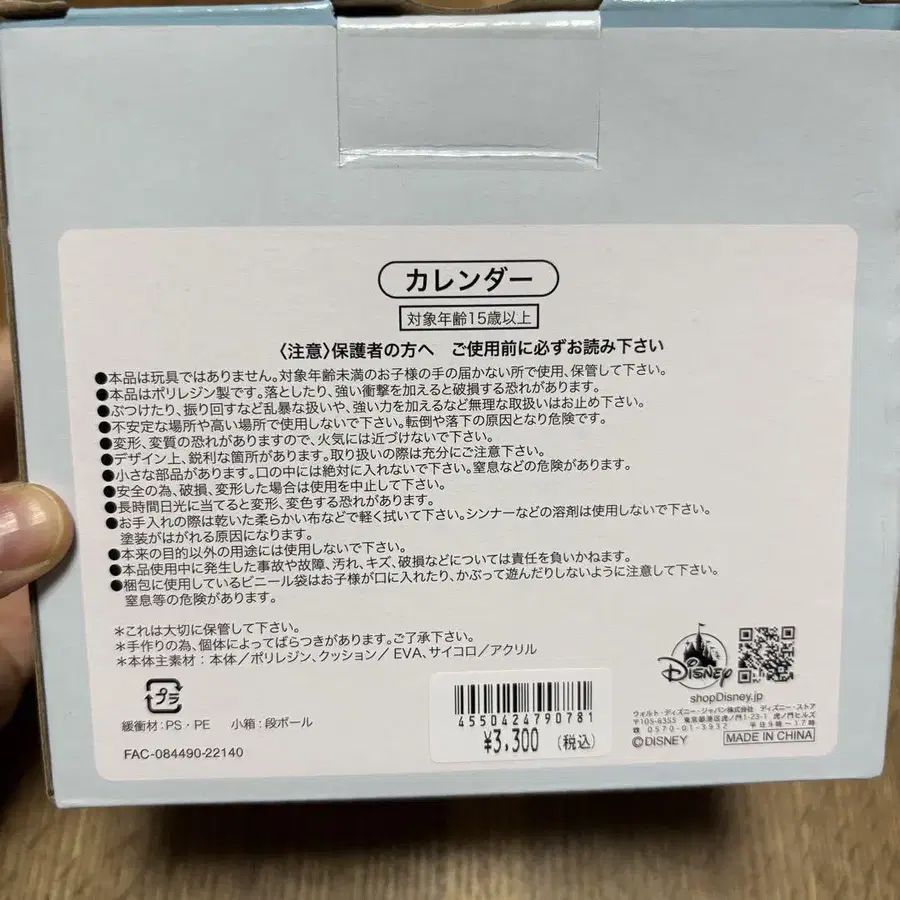 カレンダー
対象年齢15歳以上
〈注意〉保護者の方へ ご使用前に必ずお読み下さい
●本品は玩具ではありません。対象年齢未満のお子様の手の届かない所で使用、保管して下さい。
●本品はポリレジン製です。落としたり、強い衝撃を加えると破損する恐れがあります。
●ぶつけたり、振り回すなど乱暴な扱いや、強い力を加えるなど無理な取扱いはお止め下さい。
●不安定な場所や高い場所で使用しないで下さい。転倒や落下の原因となり危険です。
●変形、変質の恐れがありますので、火気には近づけないで下さい。
●デザイン上、鋭利な箇所があります。取り扱いの際は充分にご注意下さい。
●小さな部品があります。口の中には絶対に入れないで下さい。窒息などの危険があります。
●安全の為、破損、変形した場合は使用を中止して下さい。
●長時間日光に当てると変形、変色する恐れがあります。
●お手入れの際は乾いた柔らかい布などで軽く拭いて下さい。シンナーなどの溶剤は使用しないで下さい。
塗装がはがれる原因になります。
●本来の目的以外の用途には使用しないで下さい。
●本品使用中に発生した事故や故障、汚れ、キズ、破損などについては責任を負いかねます。
●梱包に使用しているビニール袋はお子様が口に入れたり、かぶって遊んだりしないように注意して下さい。
窒息等の危険があります。
＊これは大切に保管して下さい。
＊手作りの為、個体によってばらつきがあります。ご了承下さい。
＊本体主素材：本体／ポリレジン、クッション／EVA、サイコロ／アクリル
プラ
緩衝材：PS・PE 小箱：段ボール
FAC-084490-22140
4550424790781
¥3,300 (税込)
Disney
shopDisney.jp
ウォルト・ディズニー・ジャパン株式会社 ディズニーストア
〒105-6355 東京都港区虎ノ門1-23-1 虎ノ門ヒルズ
0570-01-3932 平日9時～17時
©DISNEY MADE IN CHINA